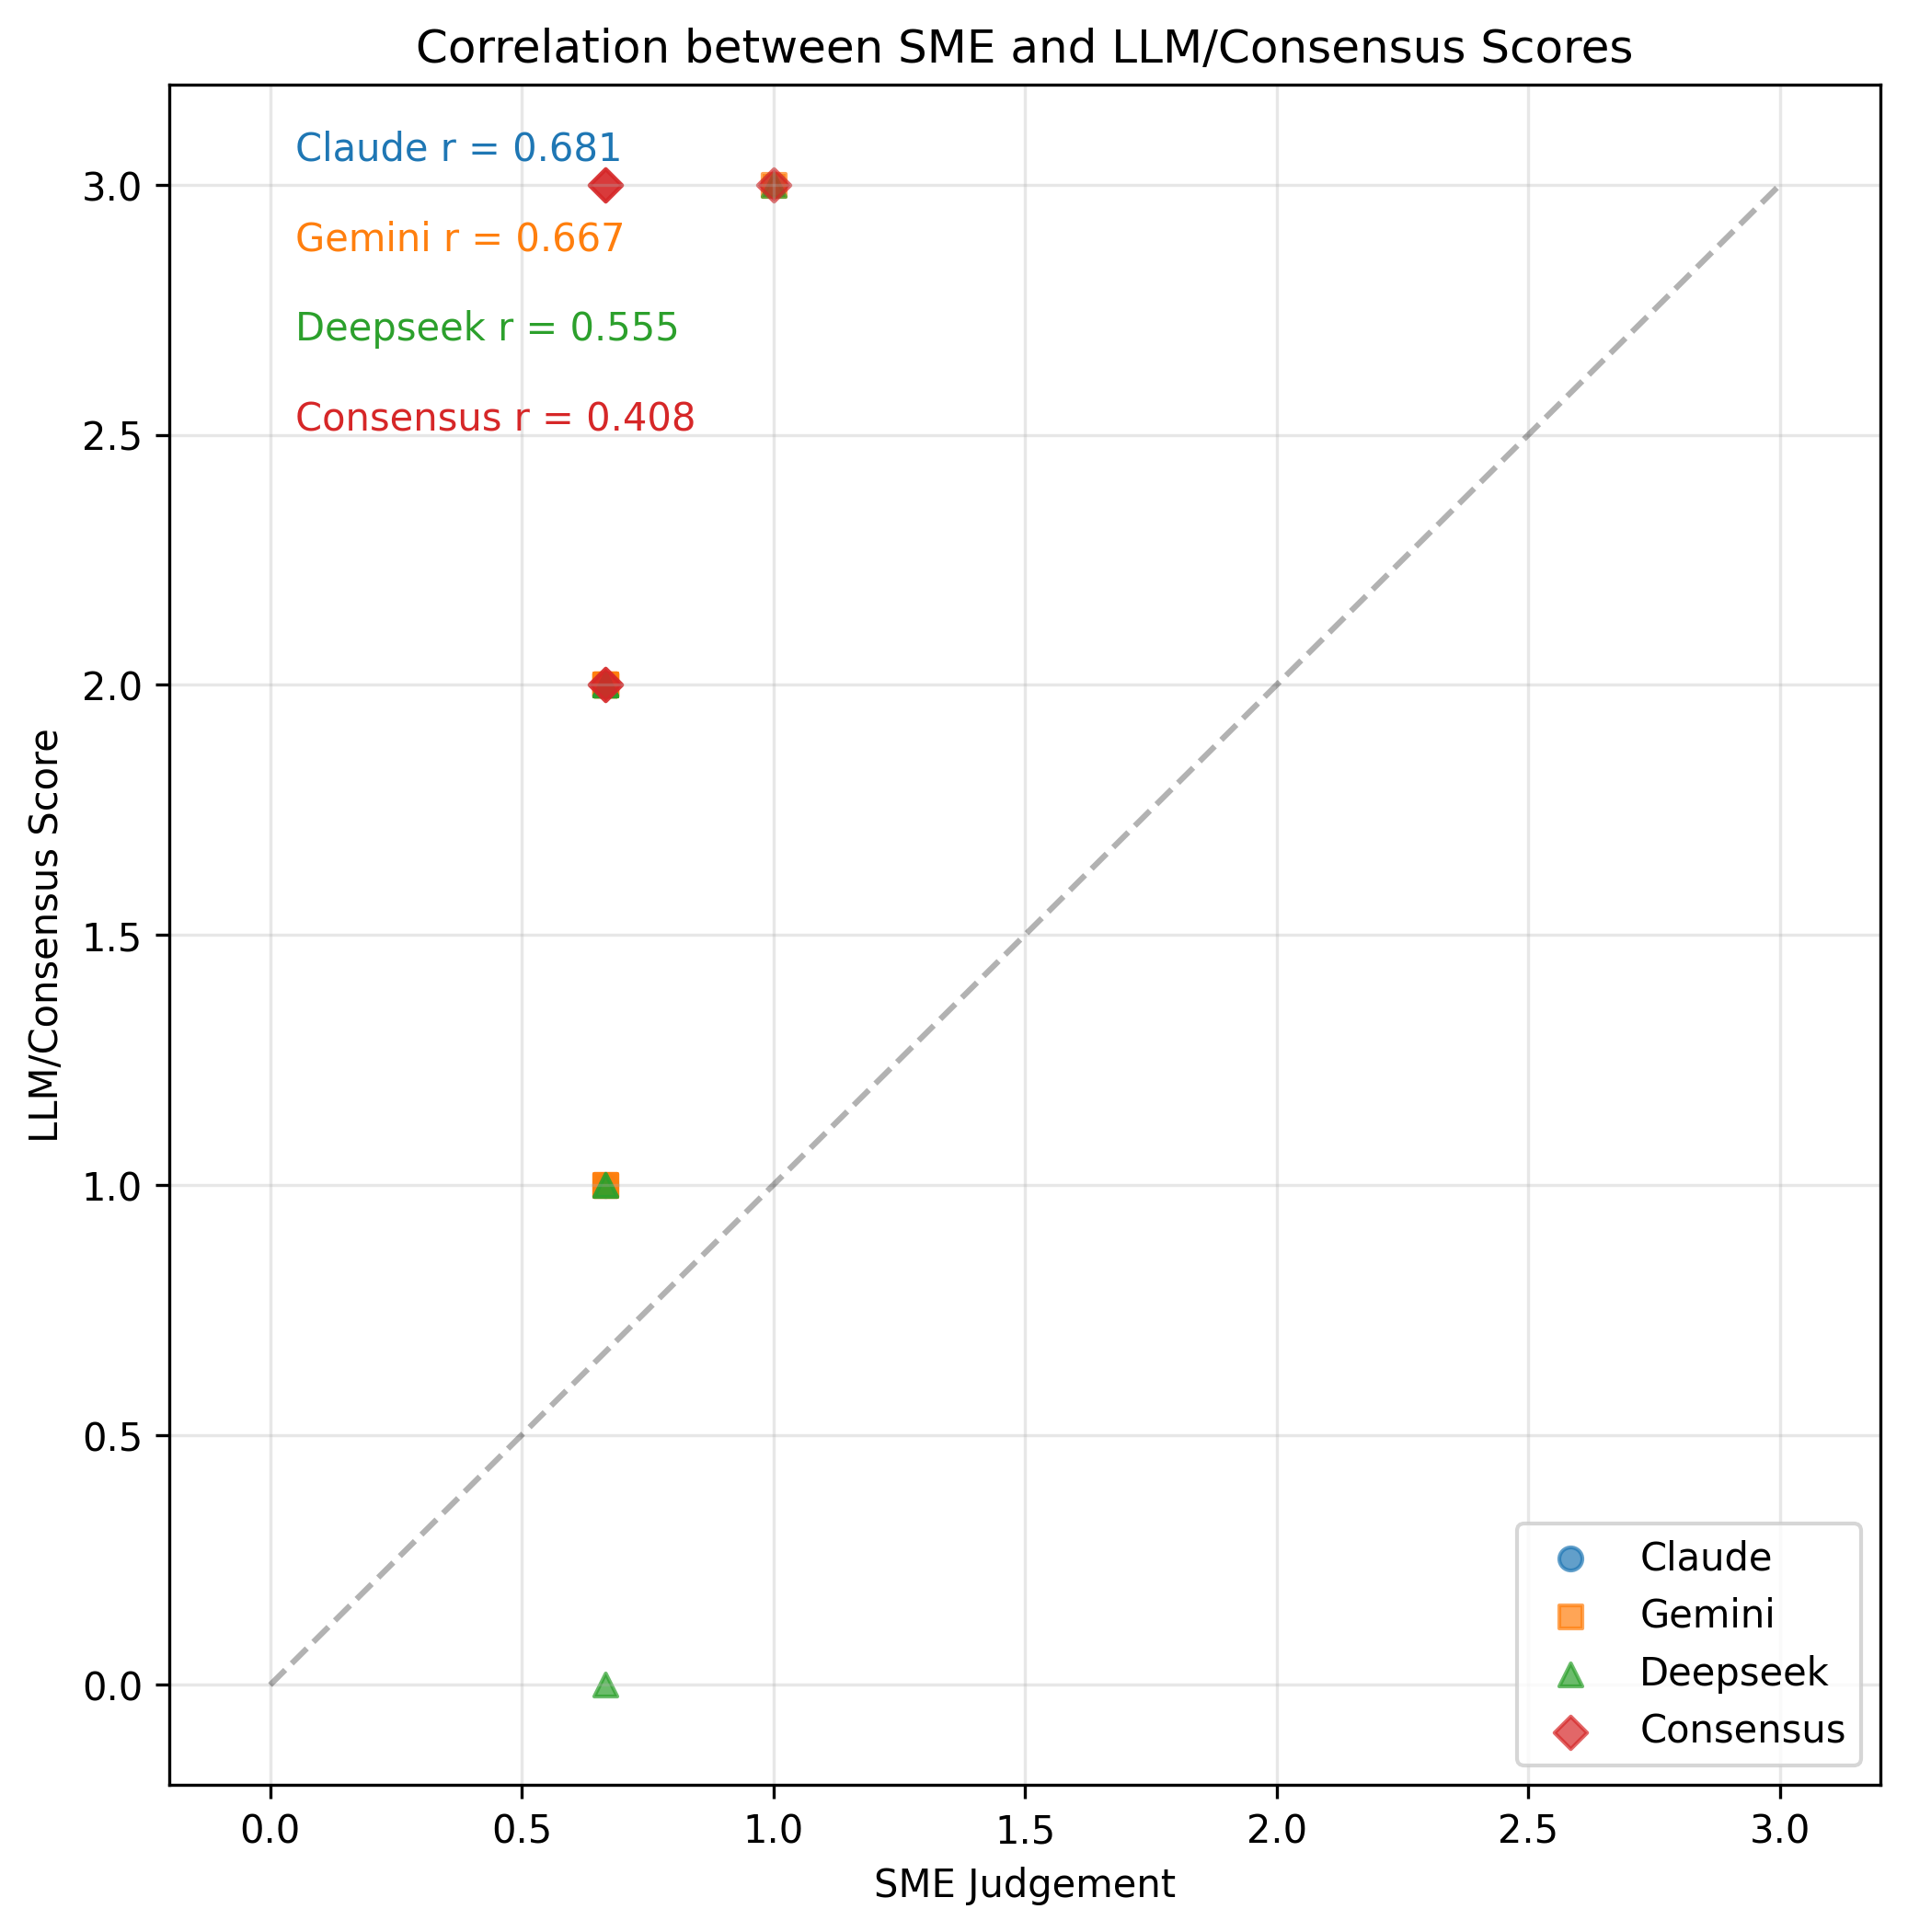 Correlation between SME and LLM/Consensus Scores
Claude r = 0.681
Gemini r = 0.667
Deepseek r = 0.555
Consensus r = 0.408
3.0
2.5
2.0
1.5
1.0
0.5
0.0
LLM/Consensus Score
Claude
Gemini
Deepseek
Consensus
0.0 0.5 1.0 1.5 2.0 2.5 3.0
SME Judgement